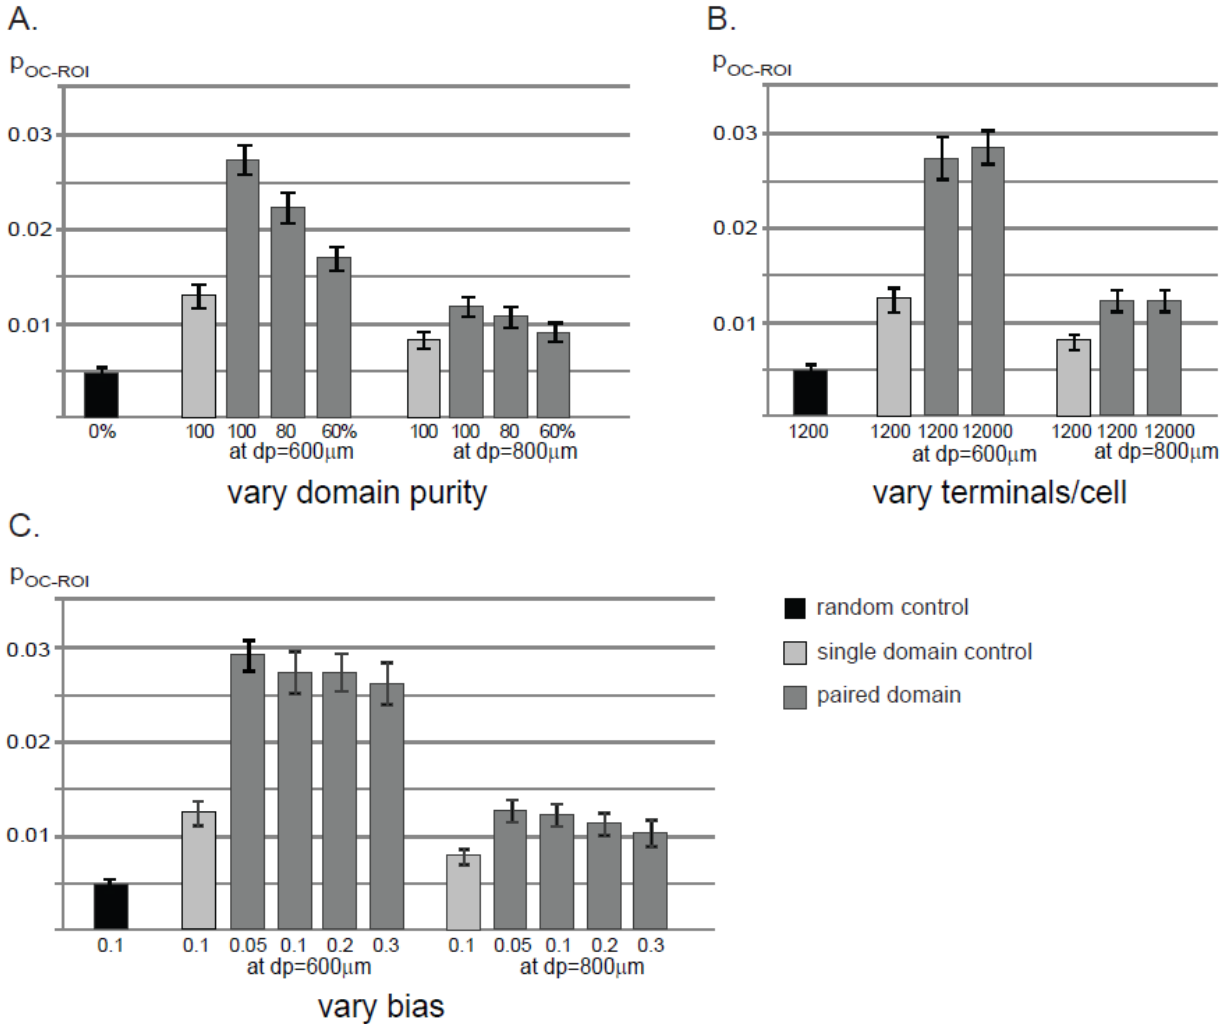 A.
pOC-ROI
0.03
0.02
0.01
0% 100 100 80 60% 100 100 80 60%
at dp=600μm at dp=800μm
vary domain purity
B.
pOC-ROI
0.03
0.02
0.01
1200 1200 1200 12000 1200 1200 12000
at dp=600μm at dp=800μm
vary terminals/cell
C.
pOC-ROI
0.03
0.02
0.01
0.1 0.1 0.05 0.1 0.2 0.3 0.1 0.05 0.1 0.2 0.3
at dp=600μm at dp=800μm
vary bias
random control
single domain control
paired domain